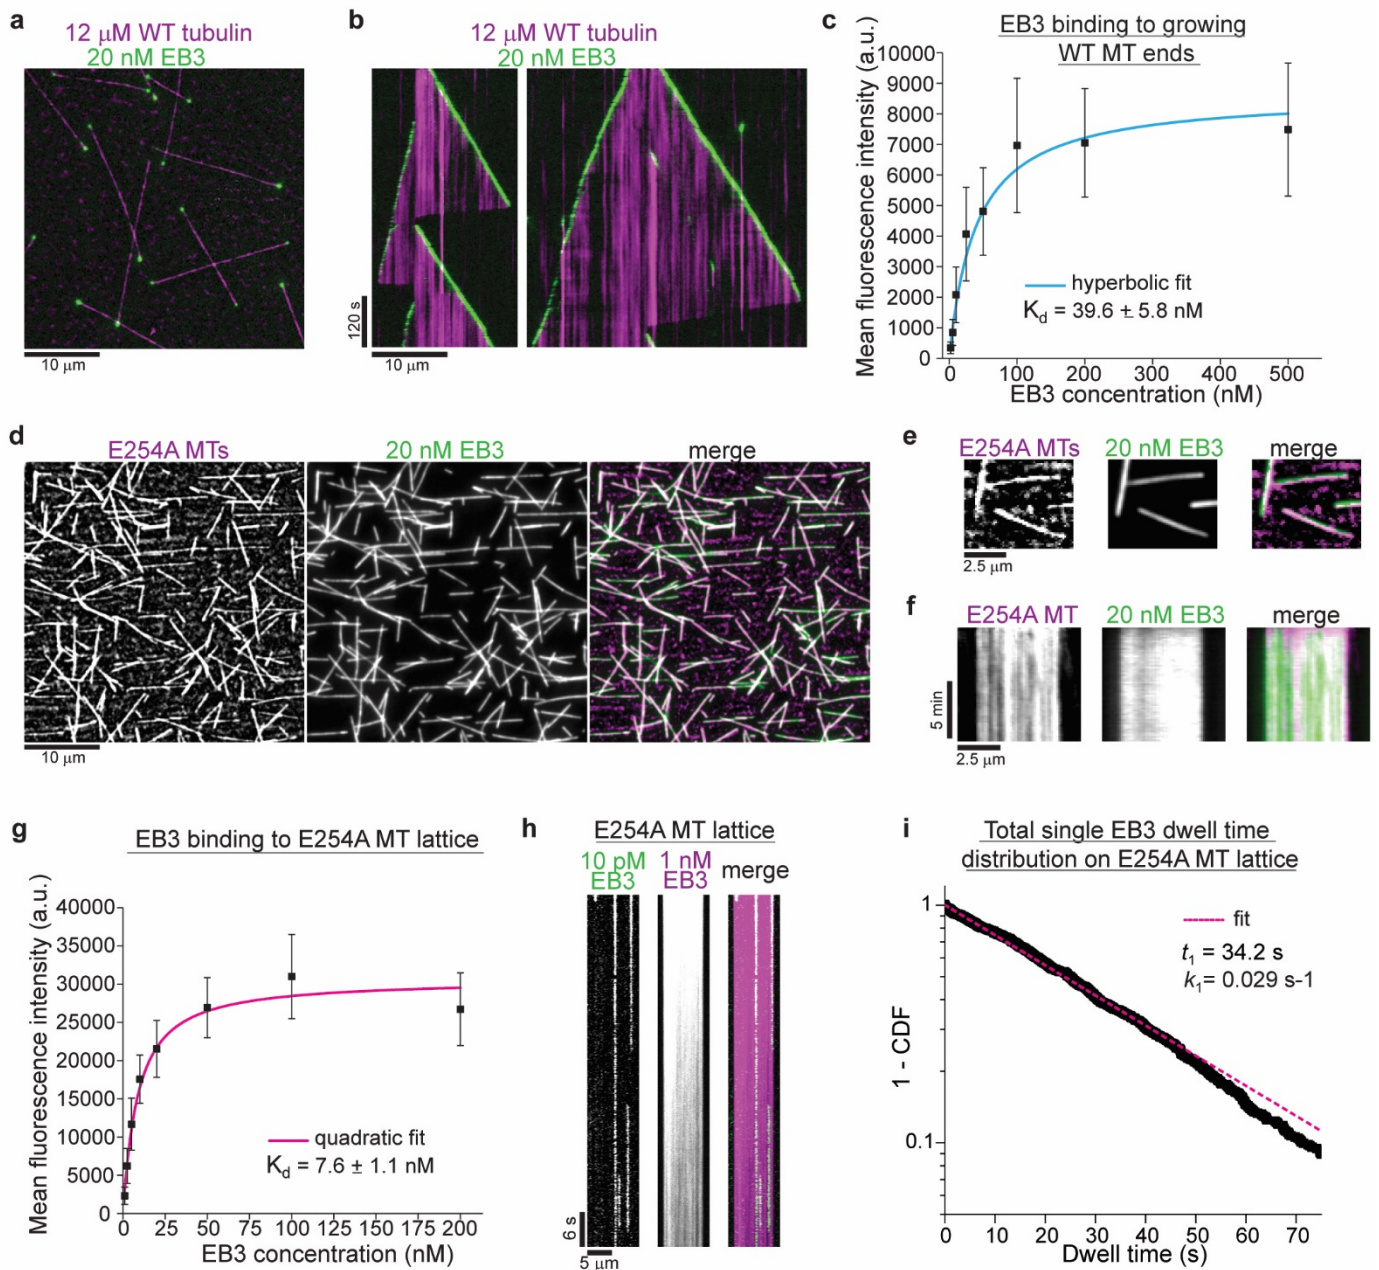 a
12 μM WT tubulin
20 nM EB3
10 μm
b
12 μM WT tubulin
20 nM EB3
120 s
10 μm
c
EB3 binding to growing
WT MT ends
Mean fluorescence intensity (a.u.)
10000
9000
8000
7000
6000
5000
4000
3000
2000
1000
0
hyperbolic fit
Kd = 39.6 ± 5.8 nM
0 100 200 300 400 500
EB3 concentration (nM)
d
E254A MTs 20 nM EB3 merge
10 μm
e
E254A MTs 20 nM EB3 merge
2.5 μm
f
E254A MT 20 nM EB3 merge
5 min
2.5 μm
g
EB3 binding to E254A MT lattice
Mean fluorescence intensity (a.u.)
40000
35000
30000
25000
20000
15000
10000
5000
0
quadratic fit
Kd = 7.6 ± 1.1 nM
0 25 50 75 100 125 150 175 200
EB3 concentration (nM)
h
E254A MT lattice
10 pM
EB3
1 nM
EB3
merge
6 s
5 μm
i
Total single EB3 dwell time
distribution on E254A MT lattice
1 - CDF
1
0.1
fit
t1 = 34.2 s
k1= 0.029 s-1
0 10 20 30 40 50 60 70
Dwell time (s)